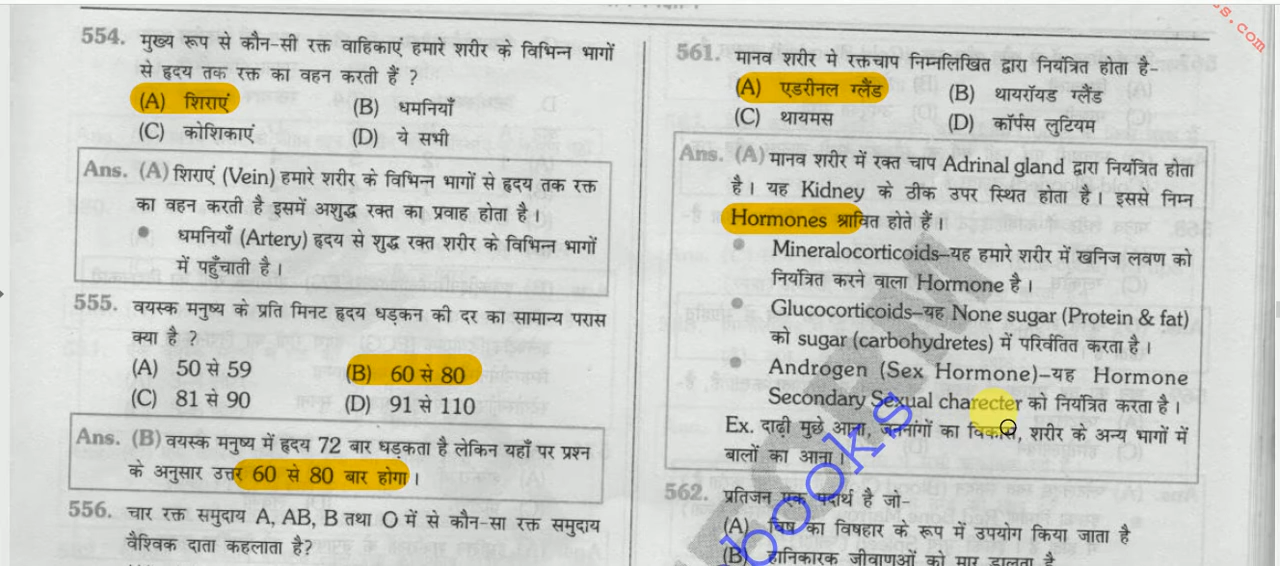 554. मुख्य रूप से कौन-सी रक्त वाहिकाएं हमारे शरीर के विभिन्न भागों
से हृदय तक रक्त का वहन करती हैं ?
(A) शिराएं (B) धमनियाँ
(C) कोशिकाएं (D) ये सभी
Ans. (A) शिराएं (Vein) हमारे शरीर के विभिन्न भागों से हृदय तक रक्त
का वहन करती है इसमें अशुद्ध रक्त का प्रवाह होता है।
● धमनियाँ (Artery) हृदय से शुद्ध रक्त शरीर के विभिन्न भागों
में पहुँचाती है।
555. वयस्क मनुष्य के प्रति मिनट हृदय धड़कन की दर का सामान्य परास
क्या है ?
(A) 50 से 59 (B) 60 से 80
(C) 81 से 90 (D) 91 से 110
Ans. (B) वयस्क मनुष्य में हृदय 72 बार धड़कता है लेकिन यहाँ पर प्रश्न
के अनुसार उत्तर 60 से 80 बार होगा।
556. चार रक्त समुदाय A, AB, B तथा O में से कौन-सा रक्त समुदाय
वैश्विक दाता कहलाता है?
561. मानव शरीर में रक्तचाप निम्नलिखित द्वारा नियंत्रित होता है-
(A) एडरीनल ग्लैंड (B) थायरॉयड ग्लैंड
(C) थायमस (D) कॉर्पस लुटियम
Ans. (A) मानव शरीर में रक्त चाप Adrinal gland द्वारा नियंत्रित होता
है। यह Kidney के ठीक उपर स्थित होता है। इससे निम्न
Hormones श्रावित होते हैं।
● Mineralocorticoids–यह हमारे शरीर में खनिज लवण को
नियंत्रित करने वाला Hormone है।
● Glucocorticoids–यह None sugar (Protein & fat)
को sugar (carbohydretes) में परिवंतित करता है।
● Androgen (Sex Hormone)–यह Hormone
Secondary Sexual charecter को नियंत्रित करता है।
Ex. दाढ़ी मुछे आना, जननांगों का विकास, शरीर के अन्य भागों में
बालों का आना।
562. प्रतिजन एक पदार्थ है जो-
(A) विष का विषहार के रूप में उपयोग किया जाता है
(B) हानिकारक जीवाणओं को मार डालता है
books
s.com